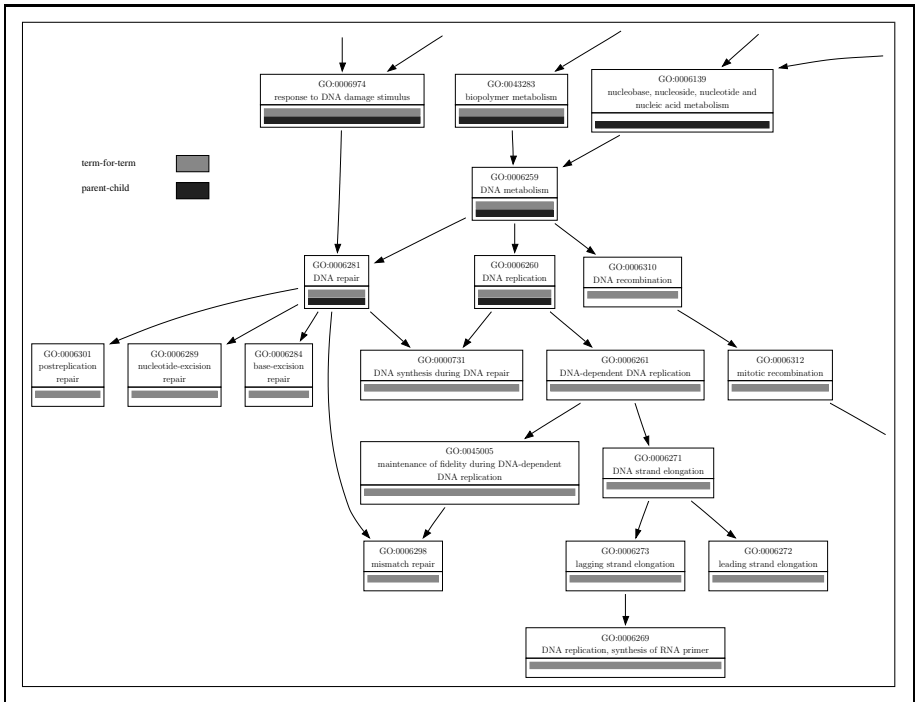 GO:0006974
response to DNA damage stimulus
GO:0043283
biopolymer metabolism
GO:0006139
nucleobase, nucleoside, nucleotide and
nucleic acid metabolism
term-for-term
parent-child
GO:0006259
DNA metabolism
GO:0006281
DNA repair
GO:0006260
DNA replication
GO:0006310
DNA recombination
GO:0006301
postreplication
repair
GO:0006289
nucleotide-excision
repair
GO:0006284
base-excision
repair
GO:0000731
DNA synthesis during DNA repair
GO:0006261
DNA-dependent DNA replication
GO:0006312
mitotic recombination
GO:0045005
maintenance of fidelity during DNA-dependent
DNA replication
GO:0006271
DNA strand elongation
GO:0006298
mismatch repair
GO:0006273
lagging strand elongation
GO:0006272
leading strand elongation
GO:0006269
DNA replication, synthesis of RNA primer